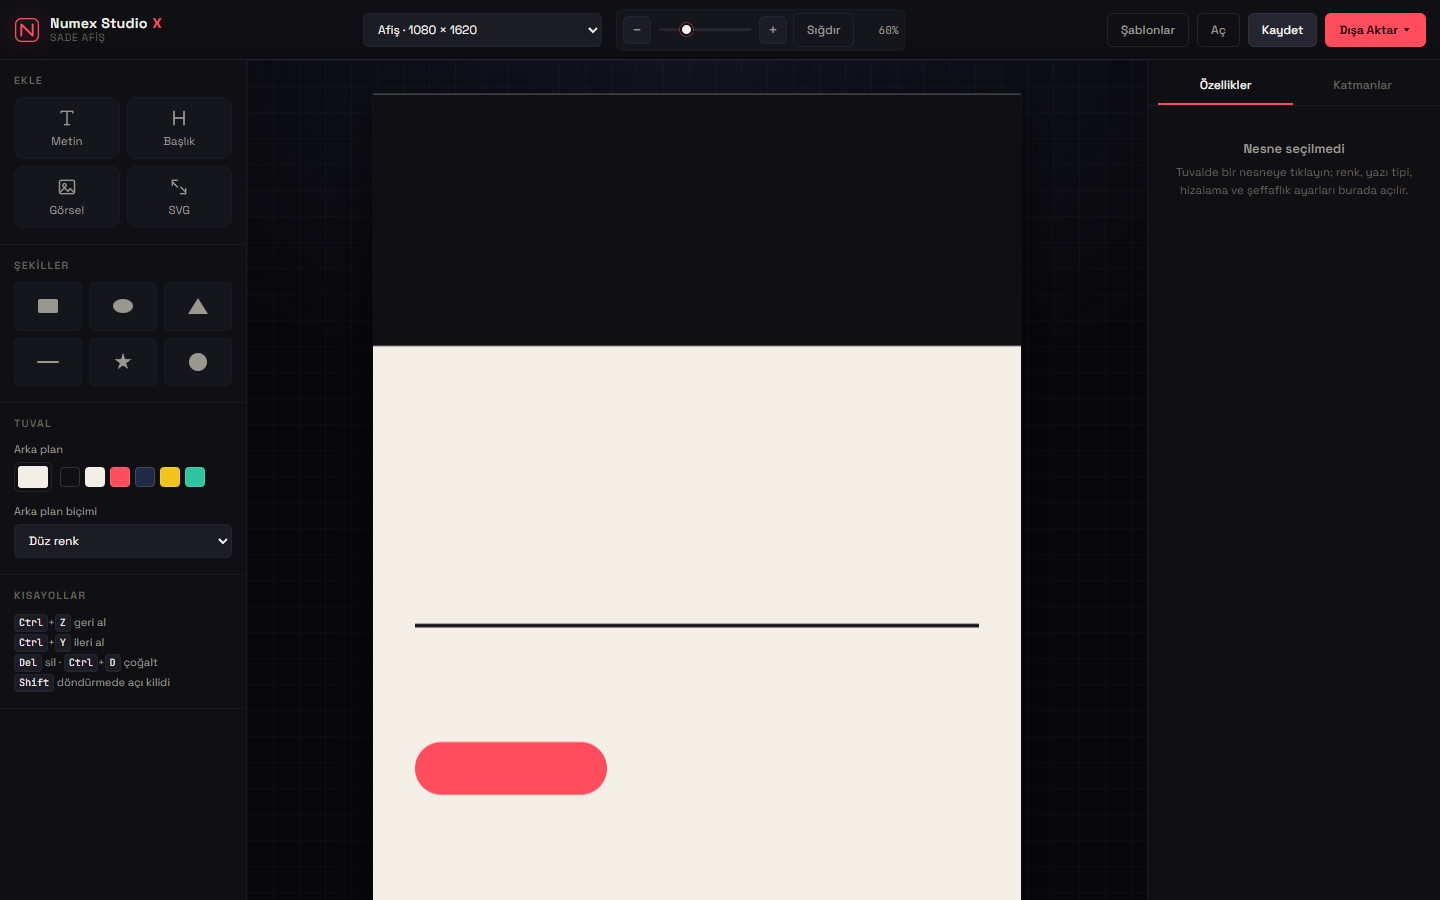 Numex Studio X
SADE AFİŞ
Afiş · 1080 × 1620
−
+
Sığdır
60%
Şablonlar
Aç
Kaydet
Dışa Aktar
EKLE
Metin
Başlık
Görsel
SVG
ŞEKİLLER
TUVAL
Arka plan
Arka plan biçimi
Düz renk
KISAYOLLAR
Ctrl + Z geri al
Ctrl + Y ileri al
Del sil · Ctrl + D çoğalt
Shift döndürmede açı kilidi
Özellikler
Katmanlar
Nesne seçilmedi
Tuvalde bir nesneye tıklayın; renk, yazı tipi,
hizalama ve şeffaflık ayarları burada açılır.